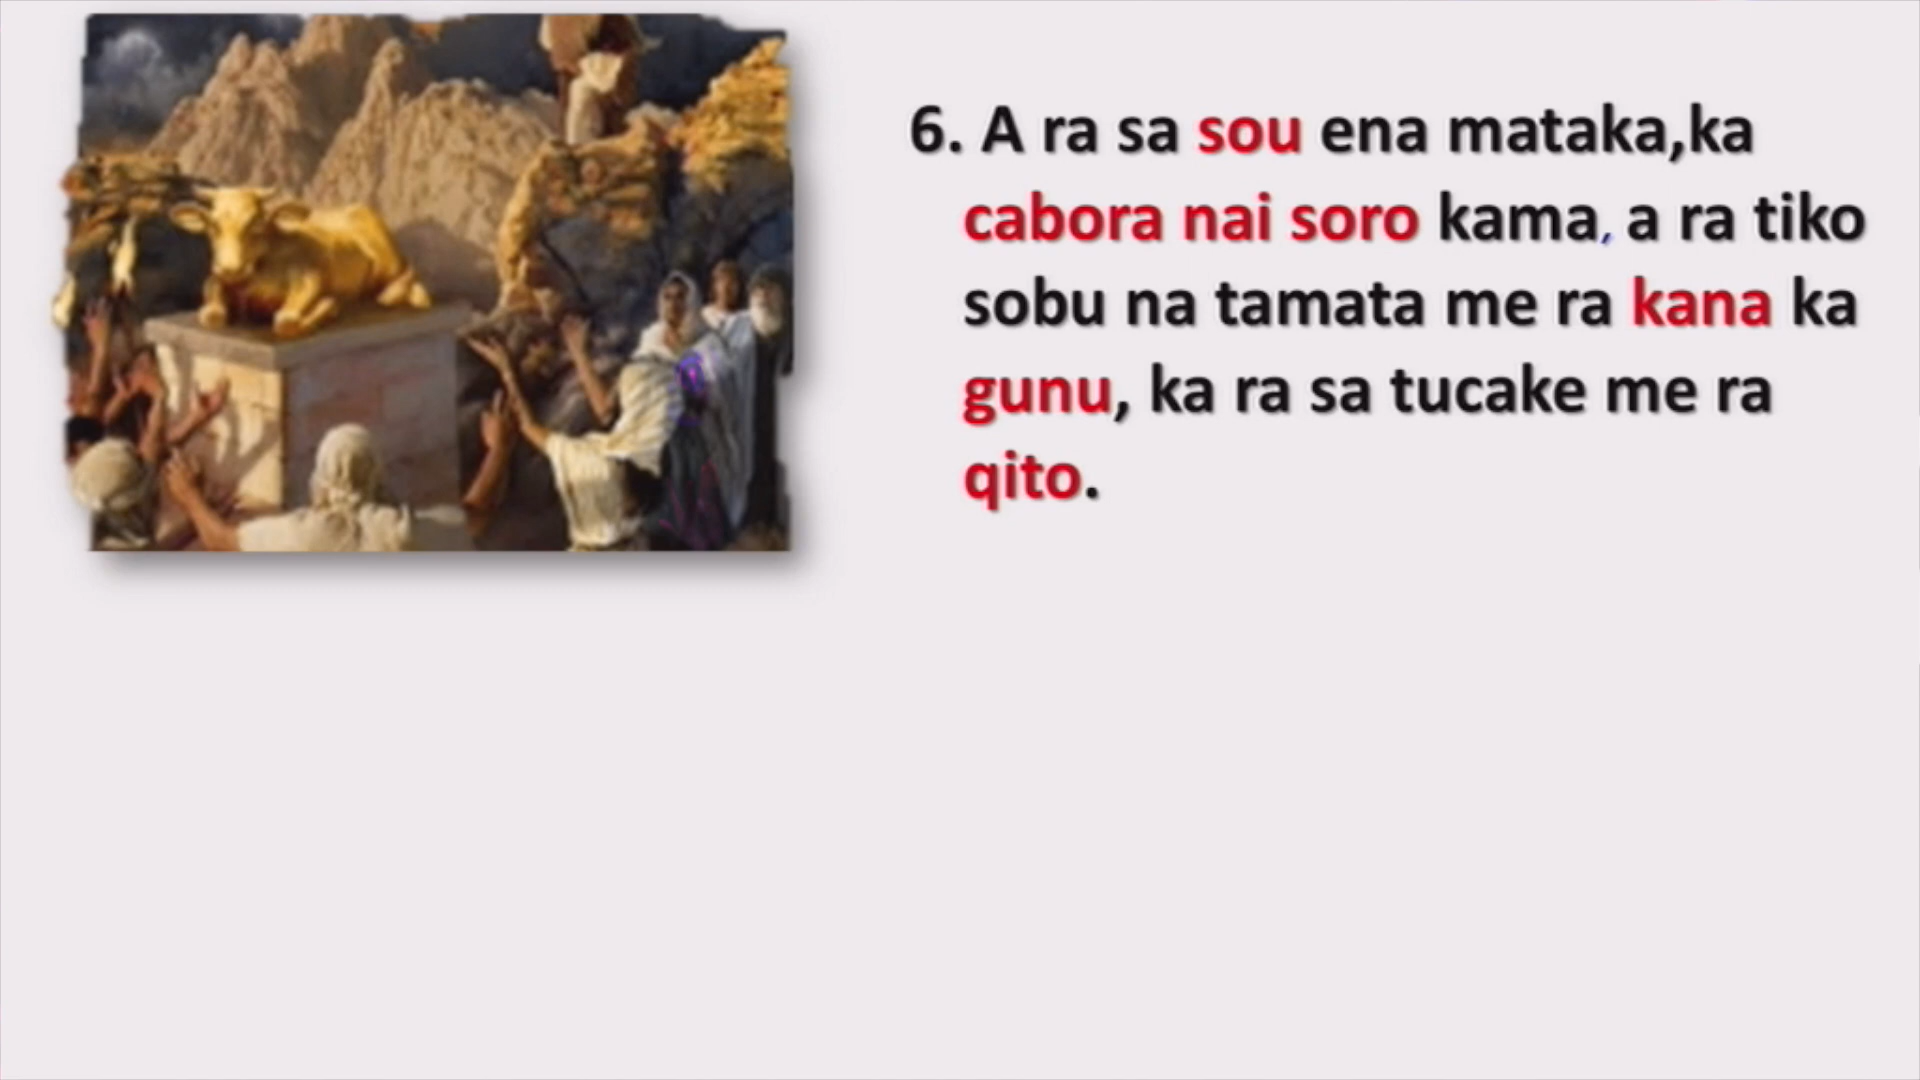 6. A ra sa sou ena mataka,ka
cabora nai soro kama, a ra tiko
sobu na tamata me ra kana ka
gunu, ka ra sa tucake me ra
qito.